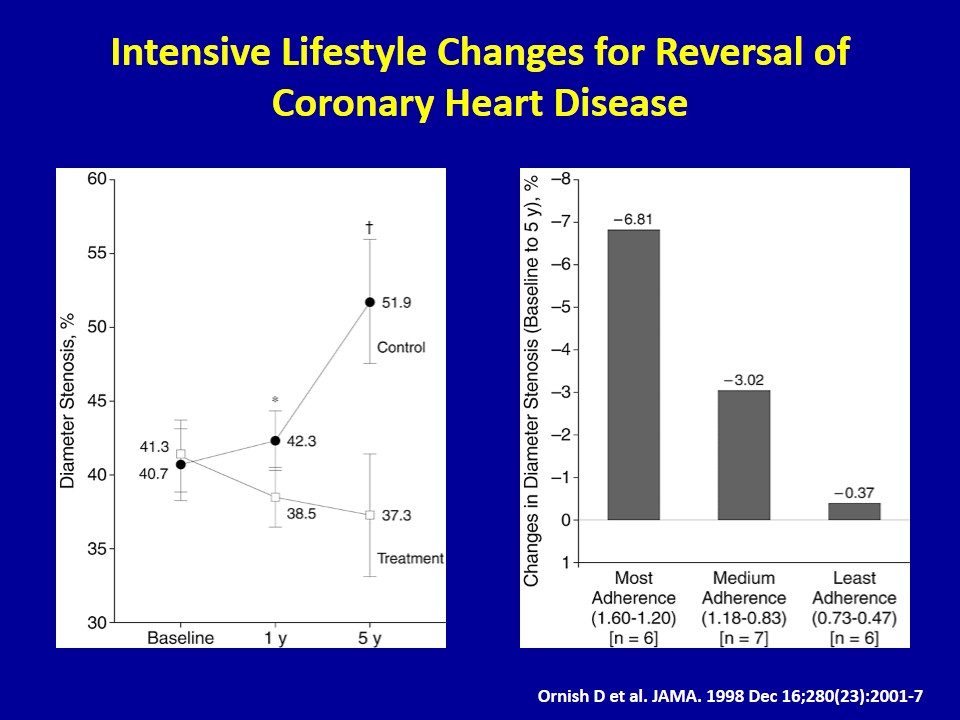 Intensive Lifestyle Changes for Reversal of
Coronary Heart Disease
Diameter Stenosis, %
60
55
50
45
40
35
30
41.3
40.7
*
42.3
38.5
†
51.9
Control
37.3
Treatment
Baseline
1 y
5 y
Changes in Diameter Stenosis (Baseline to 5 y), %
−8
−7
−6
−5
−4
−3
−2
−1
0
1
−6.81
−3.02
−0.37
Most
Adherence
(1.60-1.20)
[n = 6]
Medium
Adherence
(1.18-0.83)
[n = 7]
Least
Adherence
(0.73-0.47)
[n = 6]
Ornish D et al. JAMA. 1998 Dec 16;280(23):2001-7